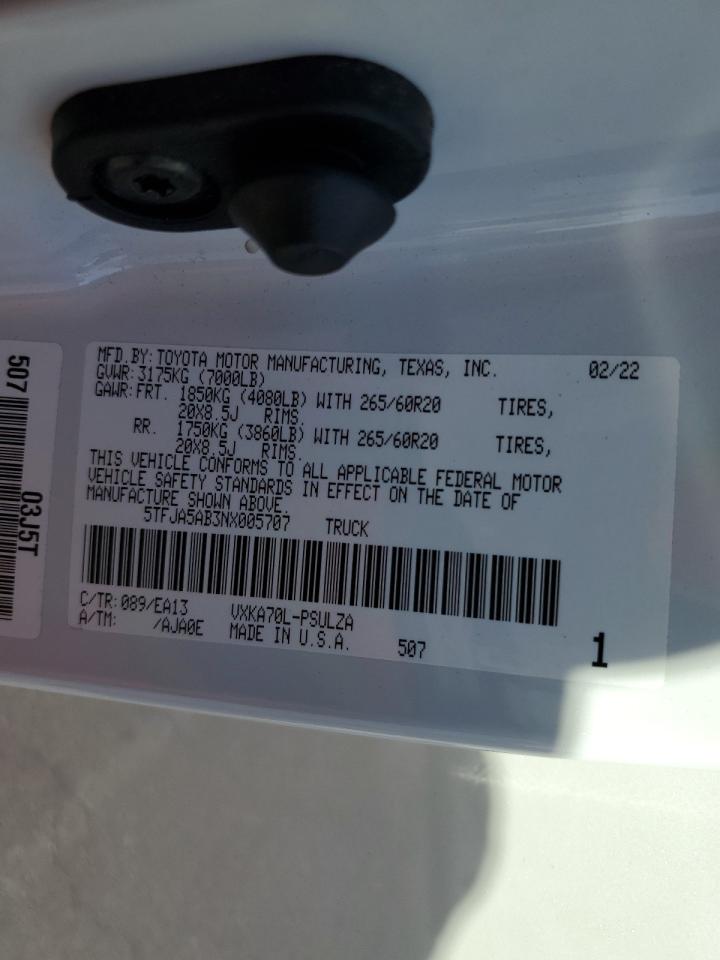 MFD.BY:TOYOTA MOTOR MANUFACTURING, TEXAS, INC. 02/22
GVWR:3175KG (7000LB)
GAWR:FRT. 1850KG (4080LB) WITH 265/60R20 TIRES,
20X8.5J RIMS.
RR. 1750KG (3860LB) WITH 265/60R20 TIRES,
20X8.5J RIMS.
THIS VEHICLE CONFORMS TO ALL APPLICABLE FEDERAL MOTOR
VEHICLE SAFETY STANDARDS IN EFFECT ON THE DATE OF
MANUFACTURE SHOWN ABOVE.
5TFJA5AB3NX005707 TRUCK
C/TR:089/EA13 VXKA70L-PSULZA
A/TM: /AJA0E MADE IN U.S.A. 507 1
507 03J5T